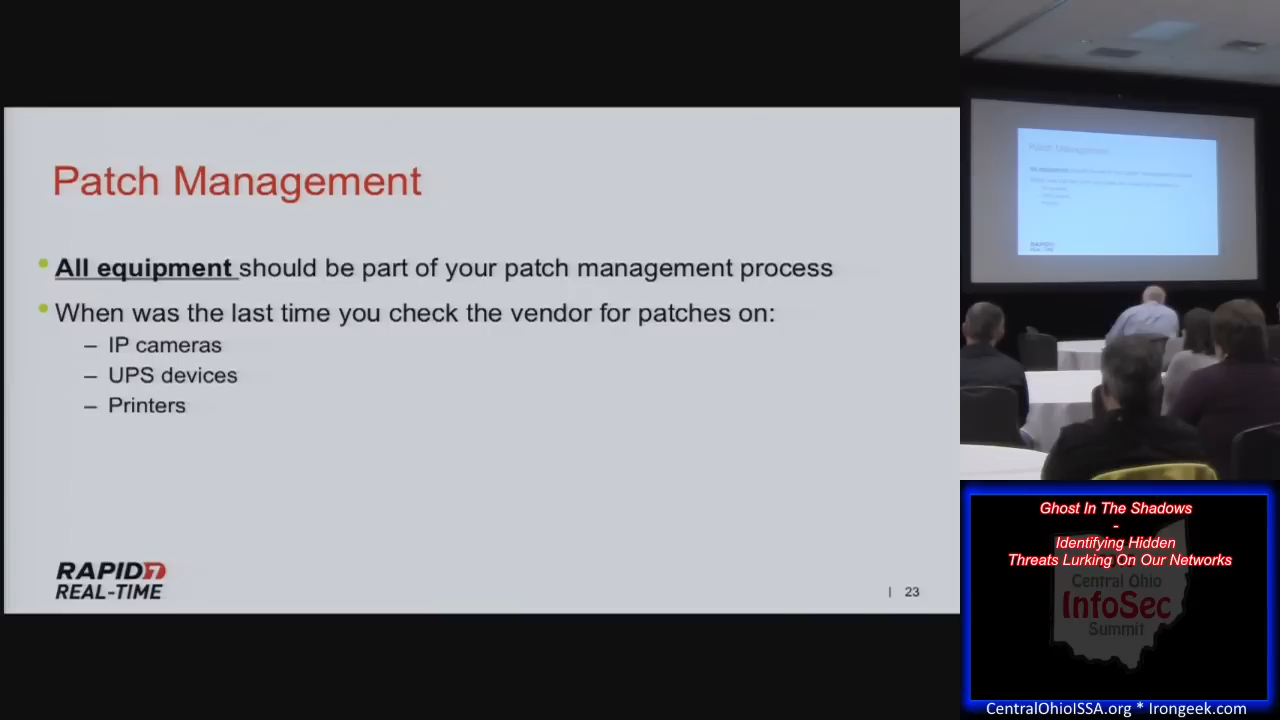 Patch Management
• All equipment should be part of your patch management process
• When was the last time you check the vendor for patches on:
– IP cameras
– UPS devices
– Printers
RAPID7
REAL-TIME
| 23
Patch Management
Ghost In The Shadows
-
Identifying Hidden
Threats Lurking On Our Networks
Central Ohio
InfoSec
Summit
CentralOhioISSA.org * Irongeek.com